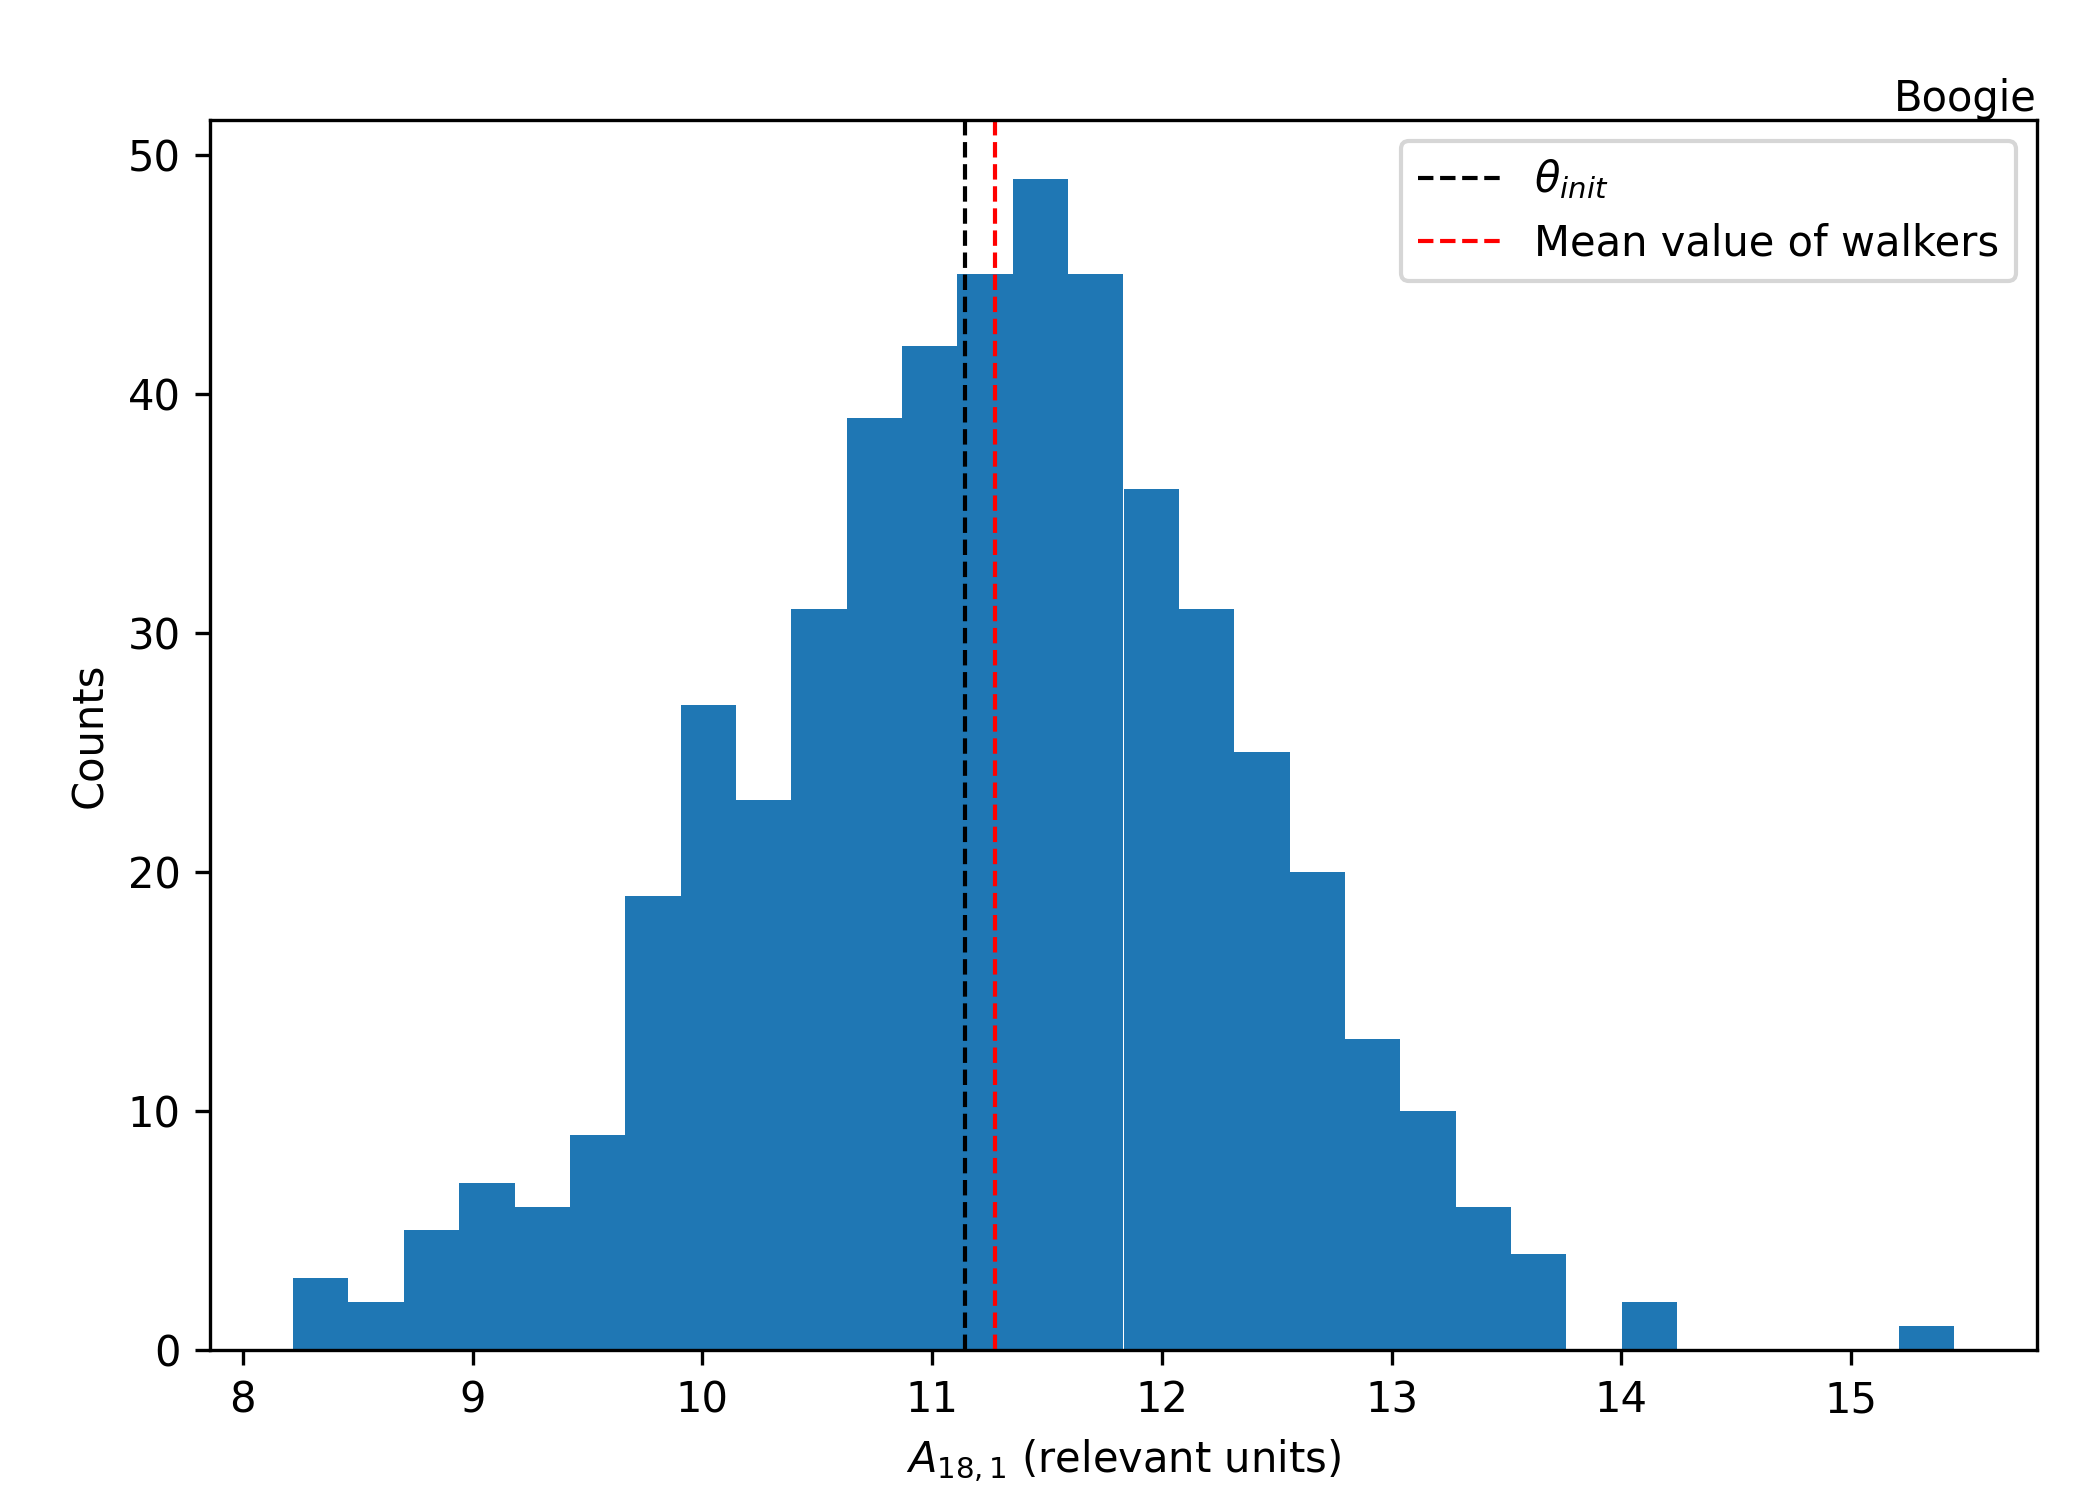 Boogie
50
40
30
20
10
0
Counts
θ_init
Mean value of walkers
8 9 10 11 12 13 14 15
A_18,1 (relevant units)